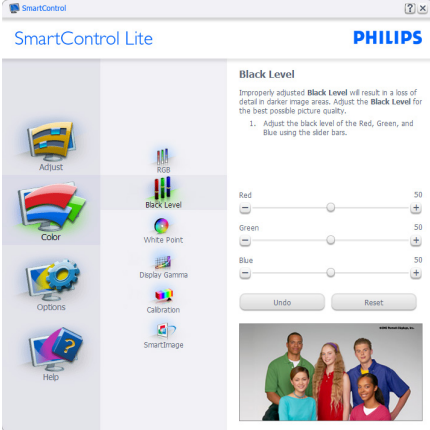 SmartControl
SmartControl Lite
PHILIPS
Adjust
Color
Options
Help
RGB
Black Level
White Point
Display Gamma
Calibration
SmartImage
Black Level
Improperly adjusted Black Level will result in a loss of
detail in darker image areas. Adjust the Black Level for
the best possible picture quality.
1. Adjust the black level of the Red, Green, and
Blue using the slider bars.
Red 50
Green 50
Blue 50
Undo Reset